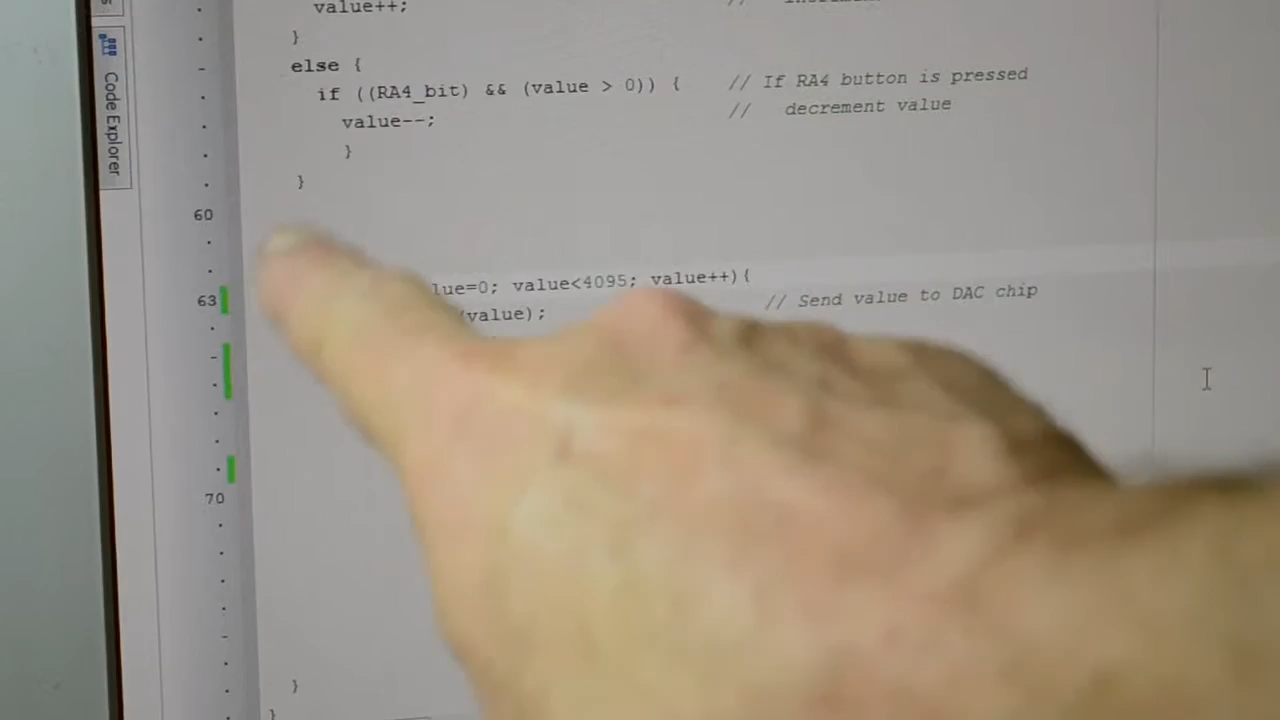 value++;
}
else {
if ((RA4_bit) && (value > 0)) { // If RA4 button is pressed
value--; // decrement value
}
}
60
lue=0; value<4095; value++){
63 (value); // Send value to DAC chip
70
}
}
Code Explorer